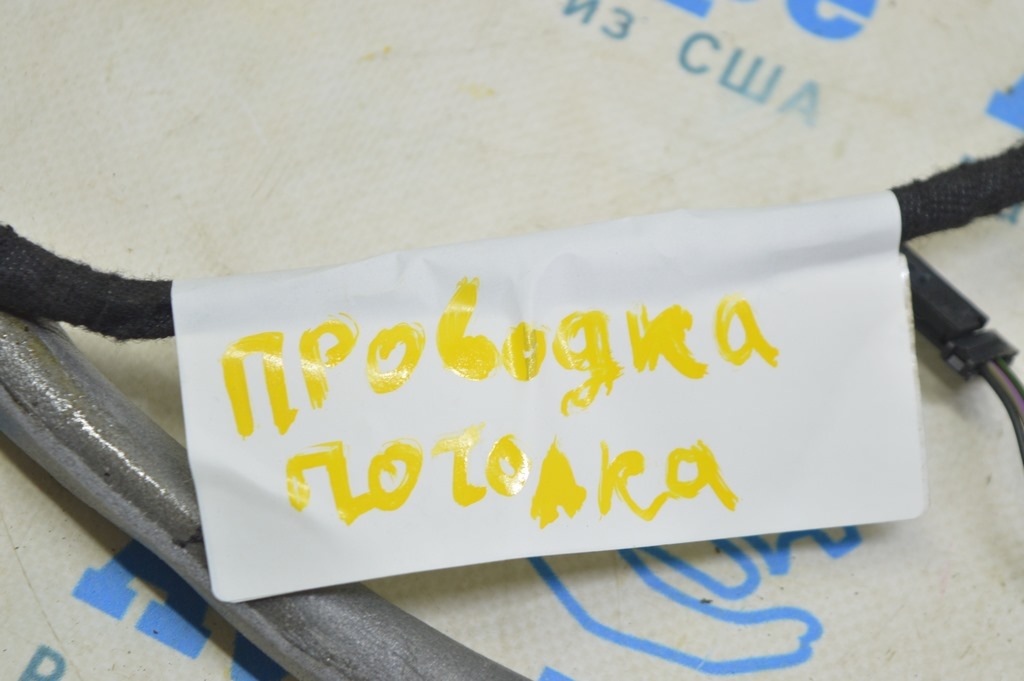 из США
проводка
потолка